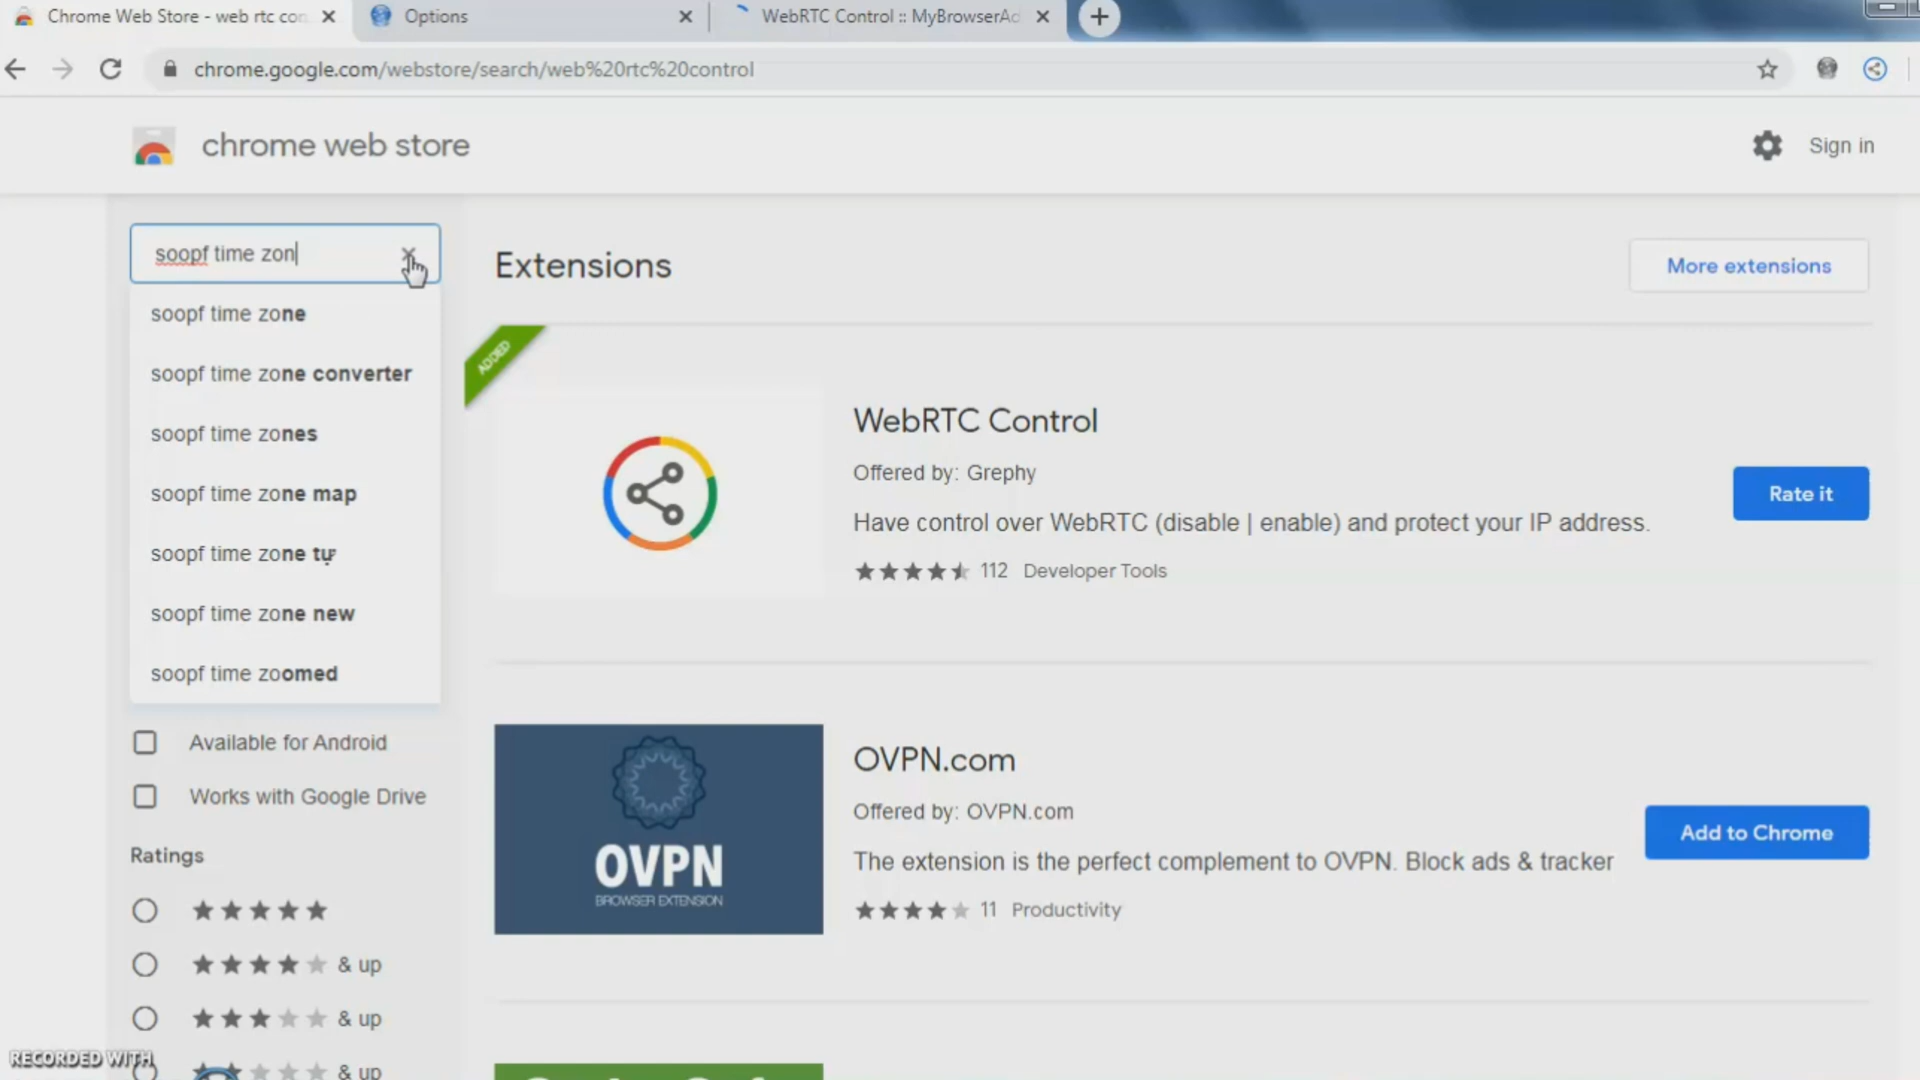 Chrome Web Store - web rtc con
Options
WebRTC Control :: MyBrowserAd
chrome.google.com/webstore/search/web%20rtc%20control
chrome web store
Sign in
soopf time zon
soopf time zone
soopf time zone converter
soopf time zones
soopf time zone map
soopf time zone tự
soopf time zone new
soopf time zoomed
Available for Android
Works with Google Drive
Ratings
& up
& up
& up
Extensions
More extensions
ADDED
WebRTC Control
Offered by: Grephy
Have control over WebRTC (disable | enable) and protect your IP address.
112 Developer Tools
Rate it
OVPN
BROWSER EXTENSION
OVPN.com
Offered by: OVPN.com
The extension is the perfect complement to OVPN. Block ads & tracker
11 Productivity
Add to Chrome
RECORDED WITH